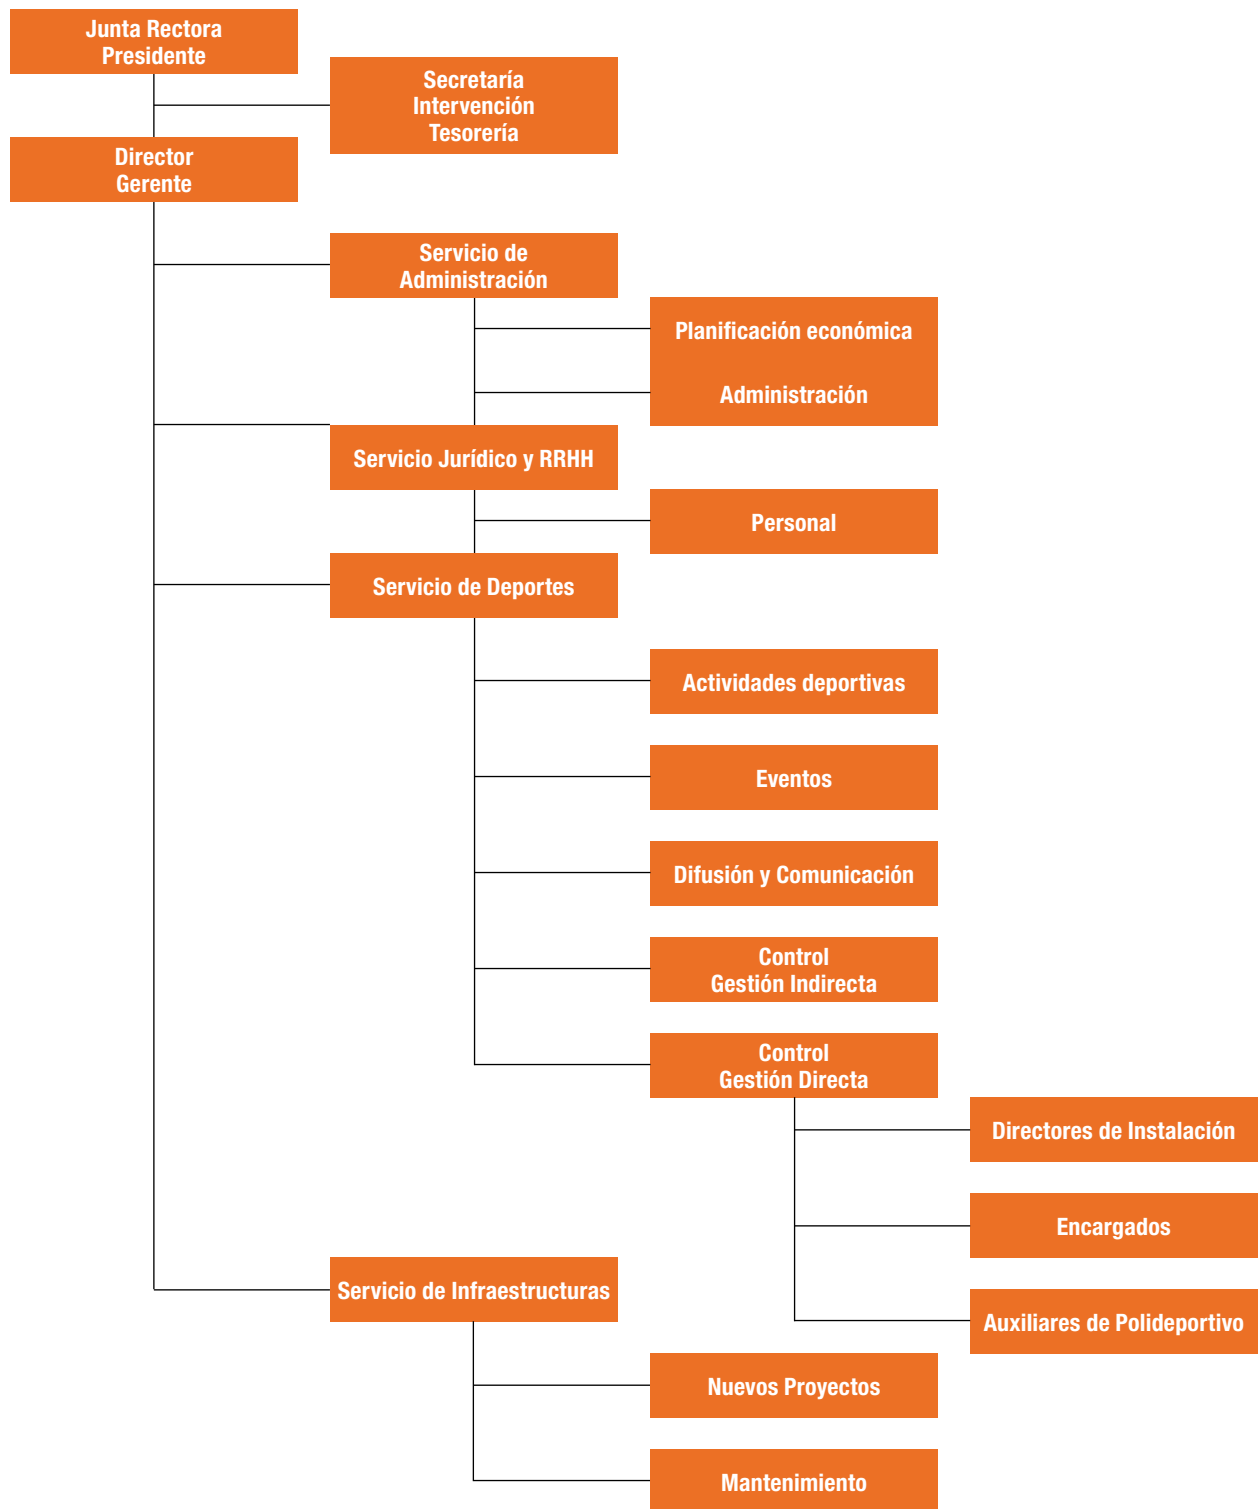 Junta Rectora
Presidente
Secretaría
Intervención
Tesorería
Director
Gerente
Servicio de
Administración
Planificación económica
Administración
Servicio Jurídico y RRHH
Personal
Servicio de Deportes
Actividades deportivas
Eventos
Difusión y Comunicación
Control
Gestión Indirecta
Control
Gestión Directa
Directores de Instalación
Encargados
Auxiliares de Polideportivo
Servicio de Infraestructuras
Nuevos Proyectos
Mantenimiento